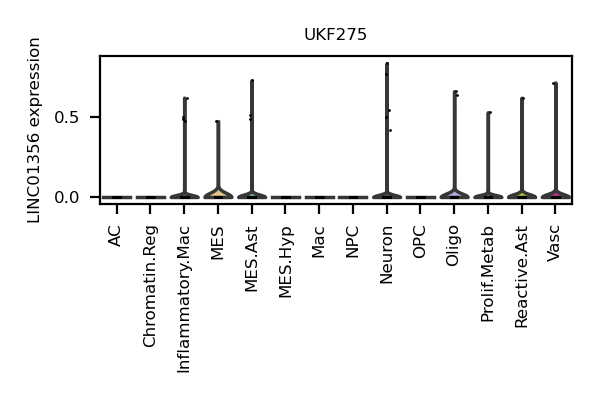 UKF275
LINC01356 expression
0.5
0.0
AC
Chromatin.Reg
Inflammatory.Mac
MES
MES.Ast
MES.Hyp
Mac
NPC
Neuron
OPC
Oligo
Prolif.Metab
Reactive.Ast
Vasc